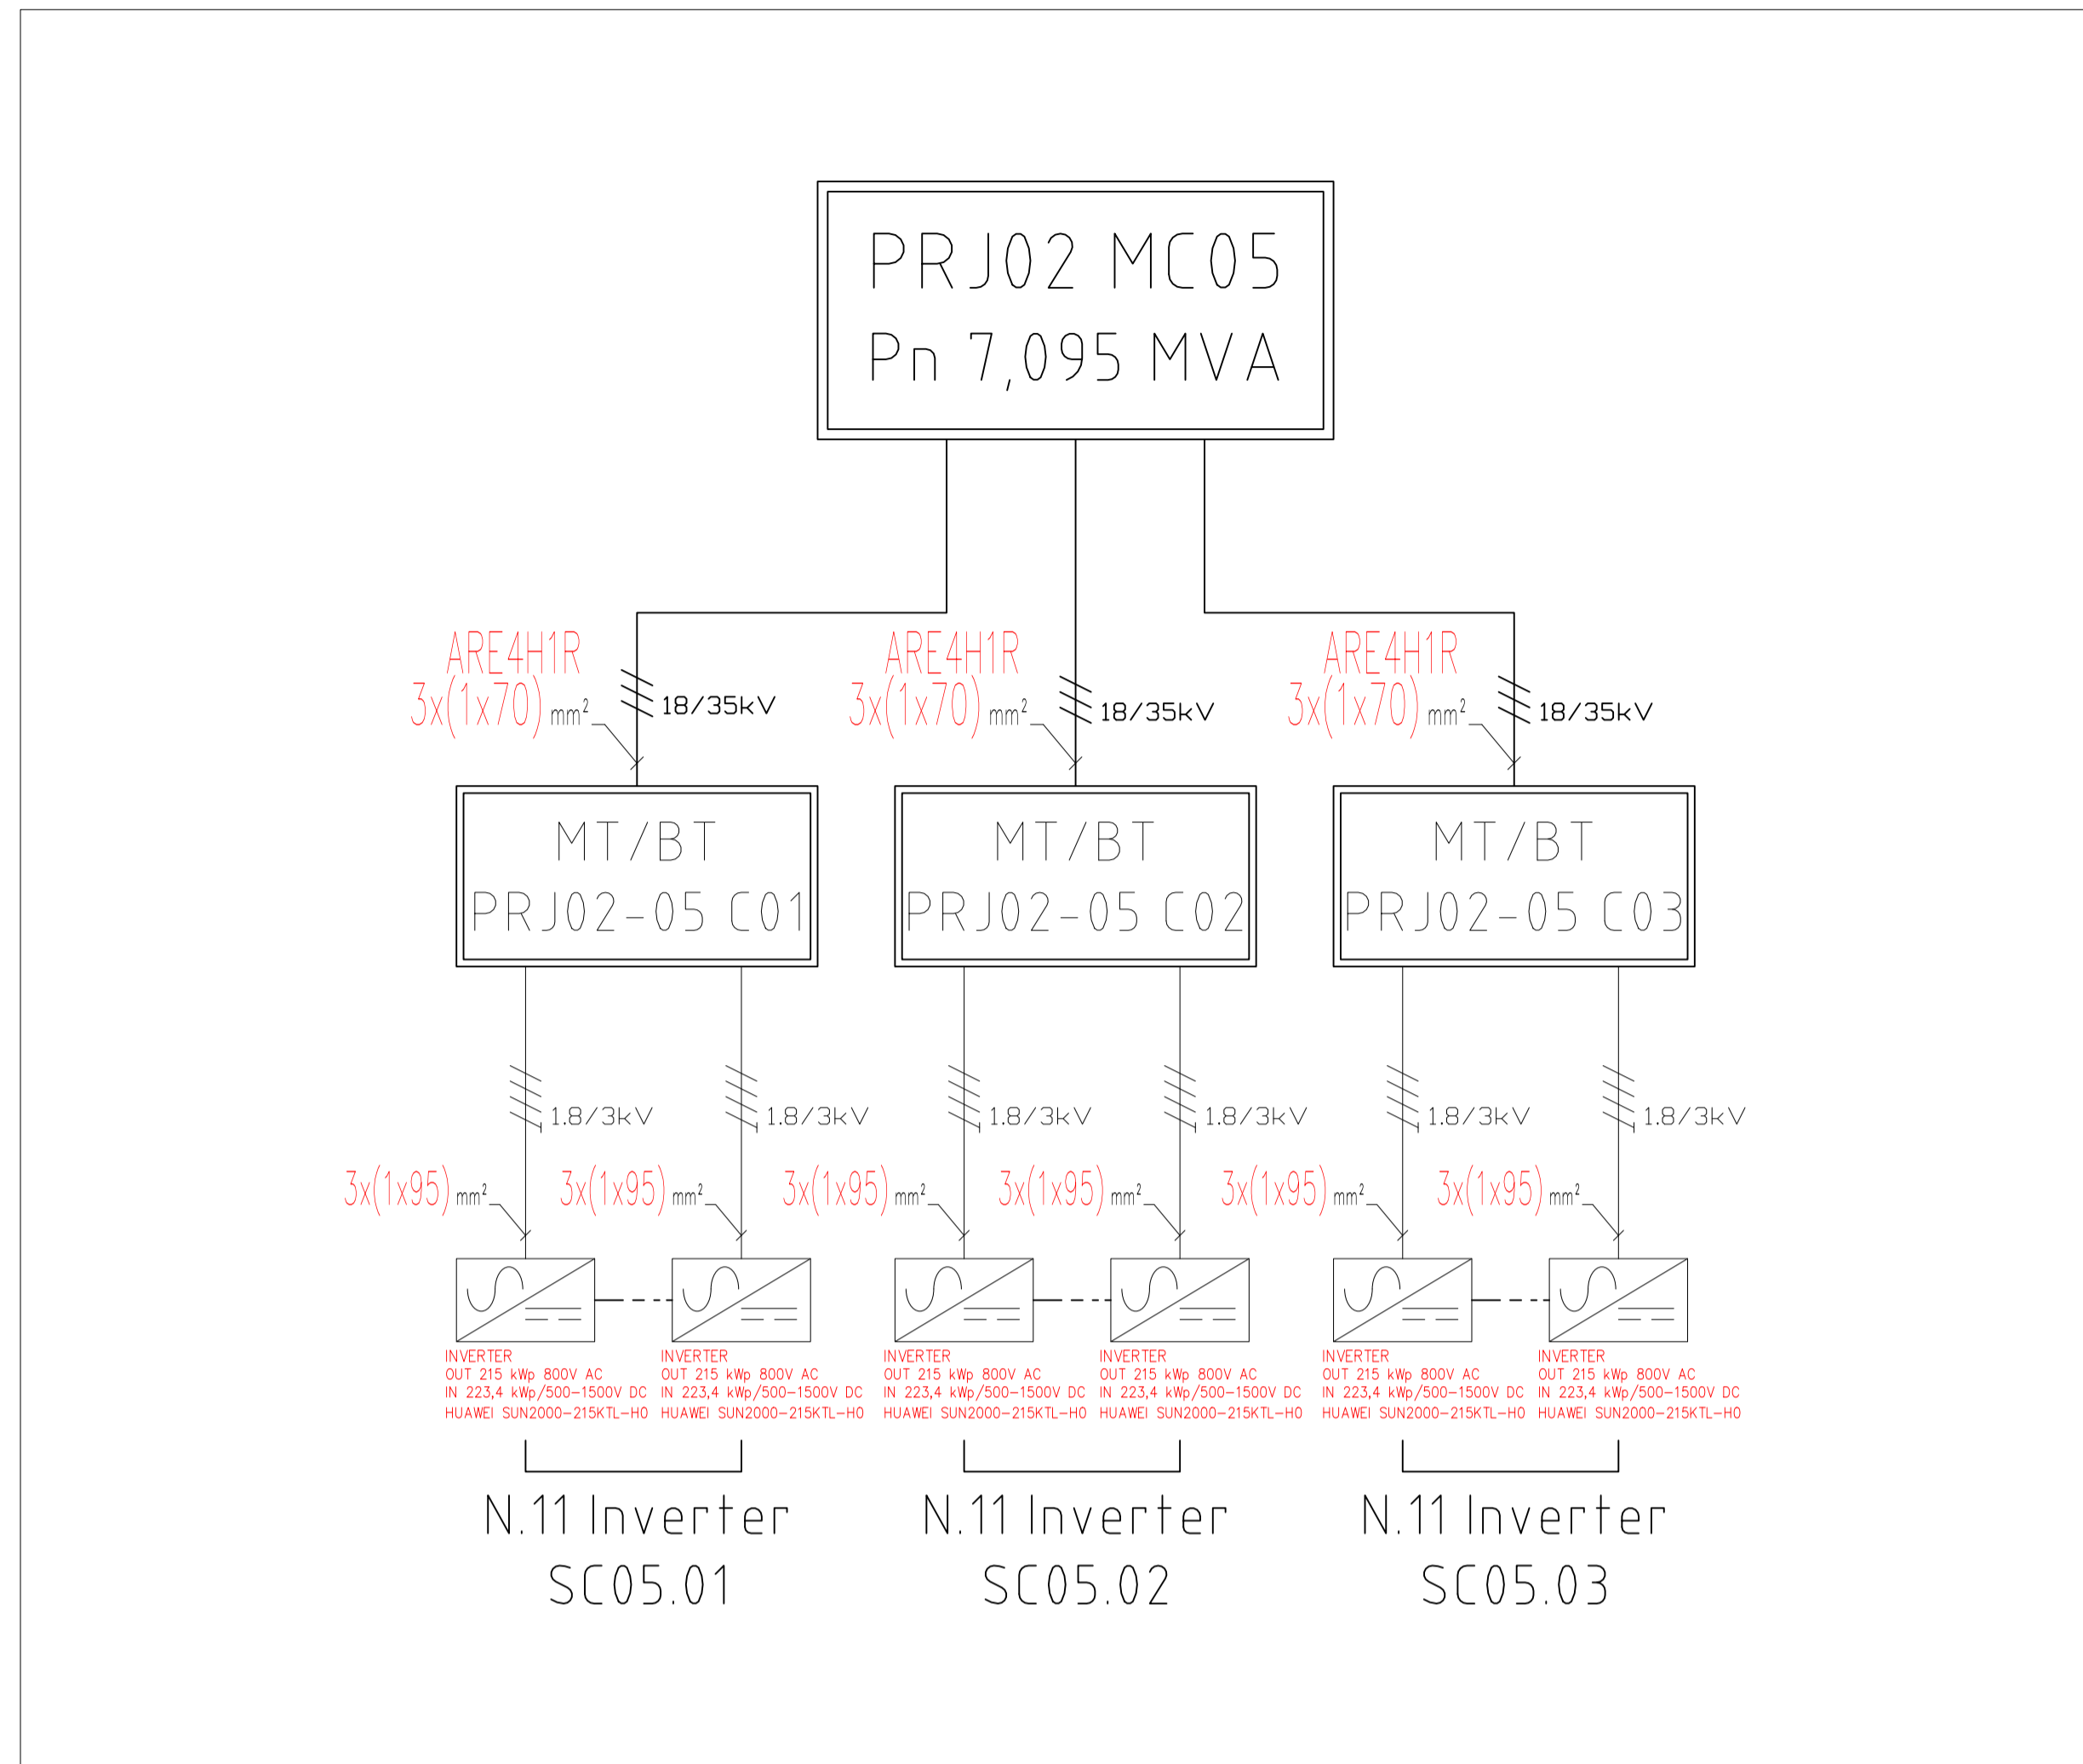 PRJ02 MC05
Pn 7,095 MVA
ARE4H1R
3x(1x70) mm²
18/35kV
ARE4H1R
3x(1x70) mm²
18/35kV
ARE4H1R
3x(1x70) mm²
18/35kV
MT/BT
PRJ02-05 C01
MT/BT
PRJ02-05 C02
MT/BT
PRJ02-05 C03
1.8/3kV
1.8/3kV
1.8/3kV
1.8/3kV
1.8/3kV
1.8/3kV
3x(1x95) mm²
3x(1x95) mm²
3x(1x95) mm²
3x(1x95) mm²
3x(1x95) mm²
3x(1x95) mm²
INVERTER
OUT 215 kWp 800V AC
IN 223,4 kWp/500-1500V DC
HUAWEI SUN2000-215KTL-H0
INVERTER
OUT 215 kWp 800V AC
IN 223,4 kWp/500-1500V DC
HUAWEI SUN2000-215KTL-H0
INVERTER
OUT 215 kWp 800V AC
IN 223,4 kWp/500-1500V DC
HUAWEI SUN2000-215KTL-H0
INVERTER
OUT 215 kWp 800V AC
IN 223,4 kWp/500-1500V DC
HUAWEI SUN2000-215KTL-H0
INVERTER
OUT 215 kWp 800V AC
IN 223,4 kWp/500-1500V DC
HUAWEI SUN2000-215KTL-H0
INVERTER
OUT 215 kWp 800V AC
IN 223,4 kWp/500-1500V DC
HUAWEI SUN2000-215KTL-H0
N.11 Inverter
SC05.01
N.11 Inverter
SC05.02
N.11 Inverter
SC05.03